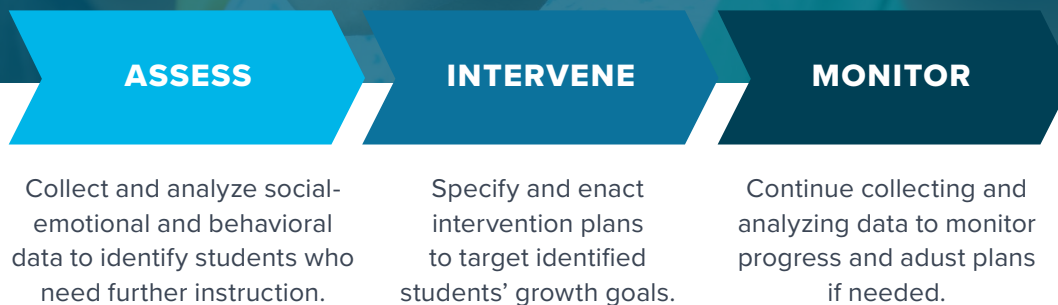 ASSESS
Collect and analyze social-
emotional and behavioral
data to identify students who
need further instruction.
INTERVENE
Specify and enact
intervention plans
to target identified
students’ growth goals.
MONITOR
Continue collecting and
analyzing data to monitor
progress and adust plans
if needed.